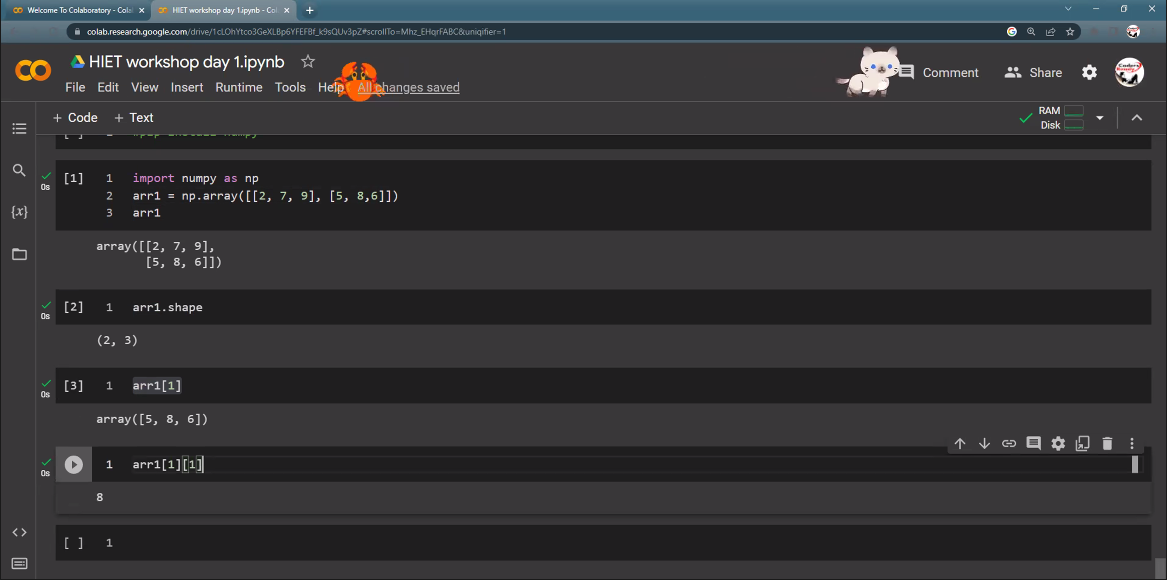 Welcome To Colaboratory - Colal
HIET workshop day 1.ipynb - Col
colab.research.google.com/drive/1cLOhYtco3GeXLBp6YFEFBf_k9sQUv3pZ#scrollTo=Mhz_EHqrFABC&uniqifier=1
HIET workshop day 1.ipynb
Comment
Share
File Edit View Insert Runtime Tools Help All changes saved
+ Code + Text
RAM
Disk
[ ] 1 #pip install numpy
[1] 1 import numpy as np
0s
2 arr1 = np.array([[2, 7, 9], [5, 8,6]])
3 arr1
array([[2, 7, 9],
[5, 8, 6]])
[2] 1 arr1.shape
0s
(2, 3)
[3] 1 arr1[1]
0s
array([5, 8, 6])
1 arr1[1][1]
0s
8
[ ] 1